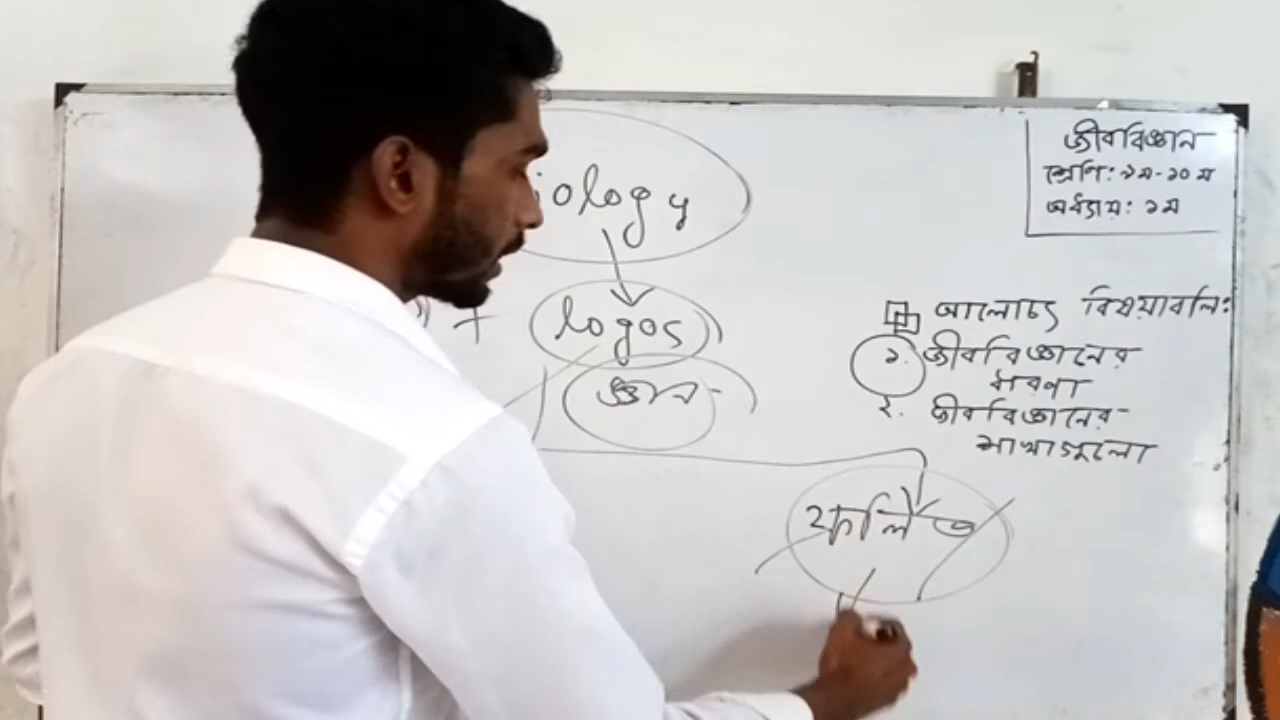 iology
+ logos
জ্ঞান
ফলিত
জীববিজ্ঞান
শ্রেণি: ৯ম-১০ম
অধ্যায়: ১ম
আলোচ্য বিষয়াবলি:
১. জীববিজ্ঞানের
ধারণা
২. জীববিজ্ঞানের
শাখাগুলো